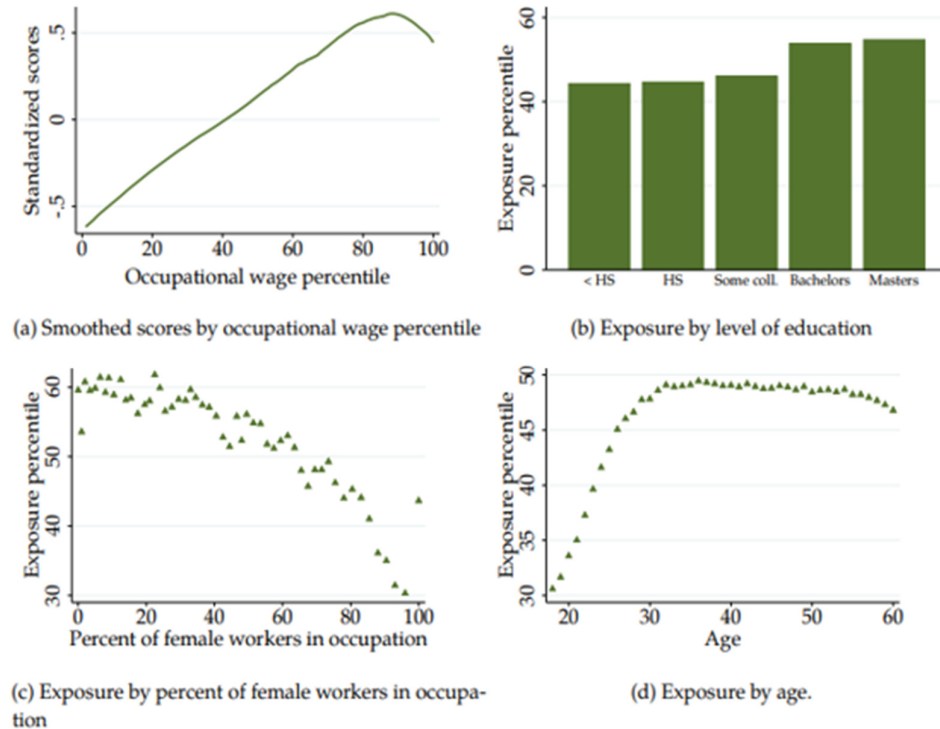 Standardized scores
.5
0
-.5
0 20 40 60 80 100
Occupational wage percentile
(a) Smoothed scores by occupational wage percentile
Exposure percentile
60
40
20
0
< HS HS Some coll. Bachelors Masters
(b) Exposure by level of education
Exposure percentile
60
50
40
30
0 20 40 60 80 100
Percent of female workers in occupation
(c) Exposure by percent of female workers in occupa-
tion
Exposure percentile
50
45
40
35
30
20 30 40 50 60
Age
(d) Exposure by age.